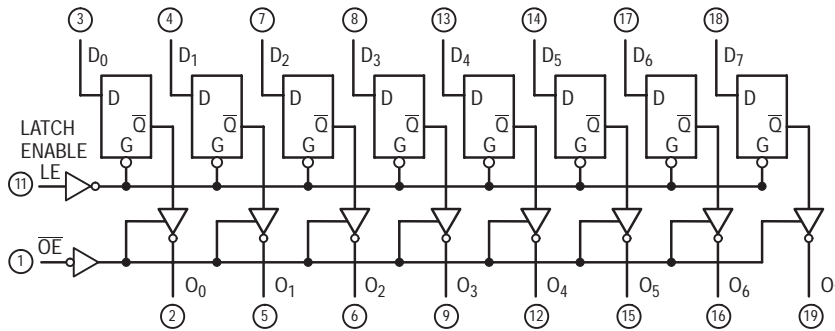 3 4 7 8 13 14 17 18
D0 D1 D2 D3 D4 D5 D6 D7
D D D D D D D D
Q̅ Q̅ Q̅ Q̅ Q̅ Q̅ Q̅ Q̅
G G G G G G G G
LATCH
ENABLE
11 LE
1 O̅E̅
O0 O1 O2 O3 O4 O5 O6 O
2 5 6 9 12 15 16 19